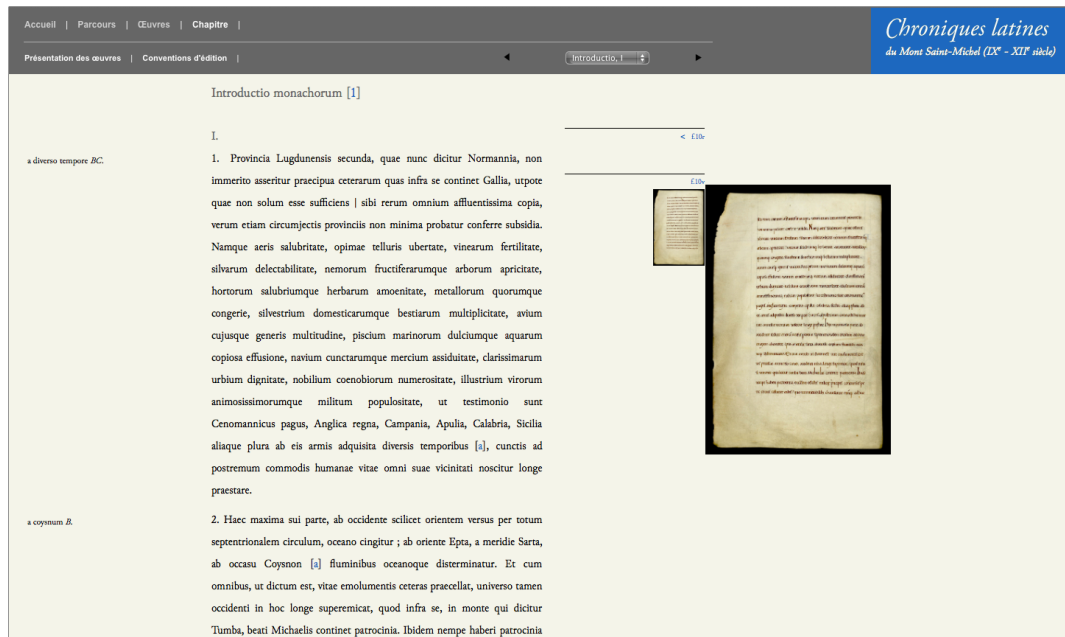 Accueil | Parcours | Œuvres | Chapitre |
Chroniques latines
du Mont Saint-Michel (IXe - XIIe siècle)
Présentation des œuvres | Conventions d'édition |
Introductio, I
Introductio monachorum [1]
I.
< f.10r
a diverso tempore BC.
1. Provincia Lugdunensis secunda, quae nunc dicitur Normannia, non
immerito asseritur praecipua ceterarum quas infra se continet Gallia, utpote
f.10v
quae non solum esse sufficiens | sibi rerum omnium affluentissima copia,
verum etiam circumjectis provinciis non minima probatur conferre subsidia.
Namque aeris salubritate, opimae telluris ubertate, vinearum fertilitate,
silvarum delectabilitate, nemorum fructiferarumque arborum apricitate,
hortorum salubriumque herbarum amoenitate, metallorum quorumque
congerie, silvestrium domesticarumque bestiarum multiplicitate, avium
cujusque generis multitudine, piscium marinorum dulciumque aquarum
copiosa effusione, navium cunctarumque mercium assiduitate, clarissimarum
urbium dignitate, nobilium coenobiorum numerositate, illustrium virorum
animosissimorumque militum populositate, ut testimonio sunt
Cenomannicus pagus, Anglica regna, Campania, Apulia, Calabria, Sicilia
aliaque plura ab eis armis adquisita diversis temporibus [a], cunctis ad
postremum commodis humanae vitae omni suae vicinitati noscitur longe
praestare.
a coysnum B.
2. Haec maxima sui parte, ab occidente scilicet orientem versus per totum
septentrionalem circulum, oceano cingitur ; ab oriente Epta, a meridie Sarta,
ab occasu Coysnon [a] fluminibus oceanoque disterminatur. Et cum
omnibus, ut dictum est, vitae emolumentis ceteras praecellat, universo tamen
occidenti in hoc longe superemicat, quod infra se, in monte qui dicitur
Tumba, beati Michaelis continet patrocinia. Ibidem nempe haberi patrocinia